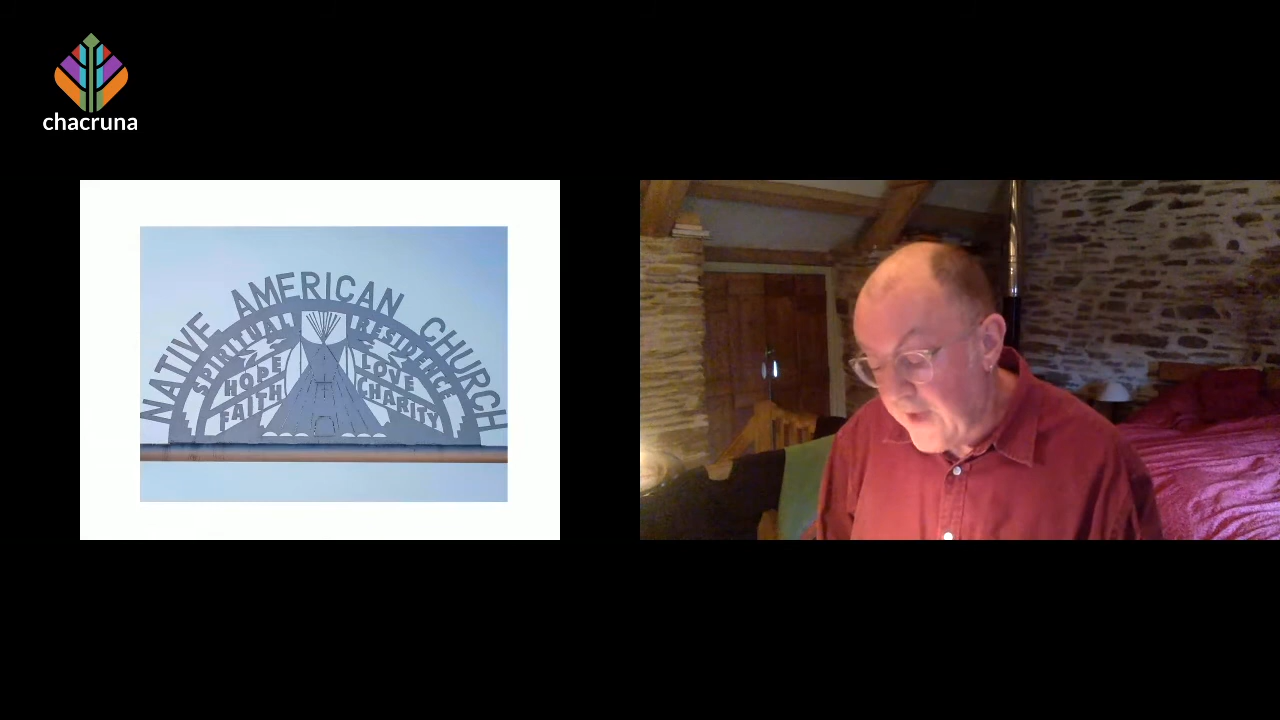 chacruna
NATIVE AMERICAN CHURCH
SPIRITUAL RESIDENCE
HOPE LOVE
FAITH CHARITY